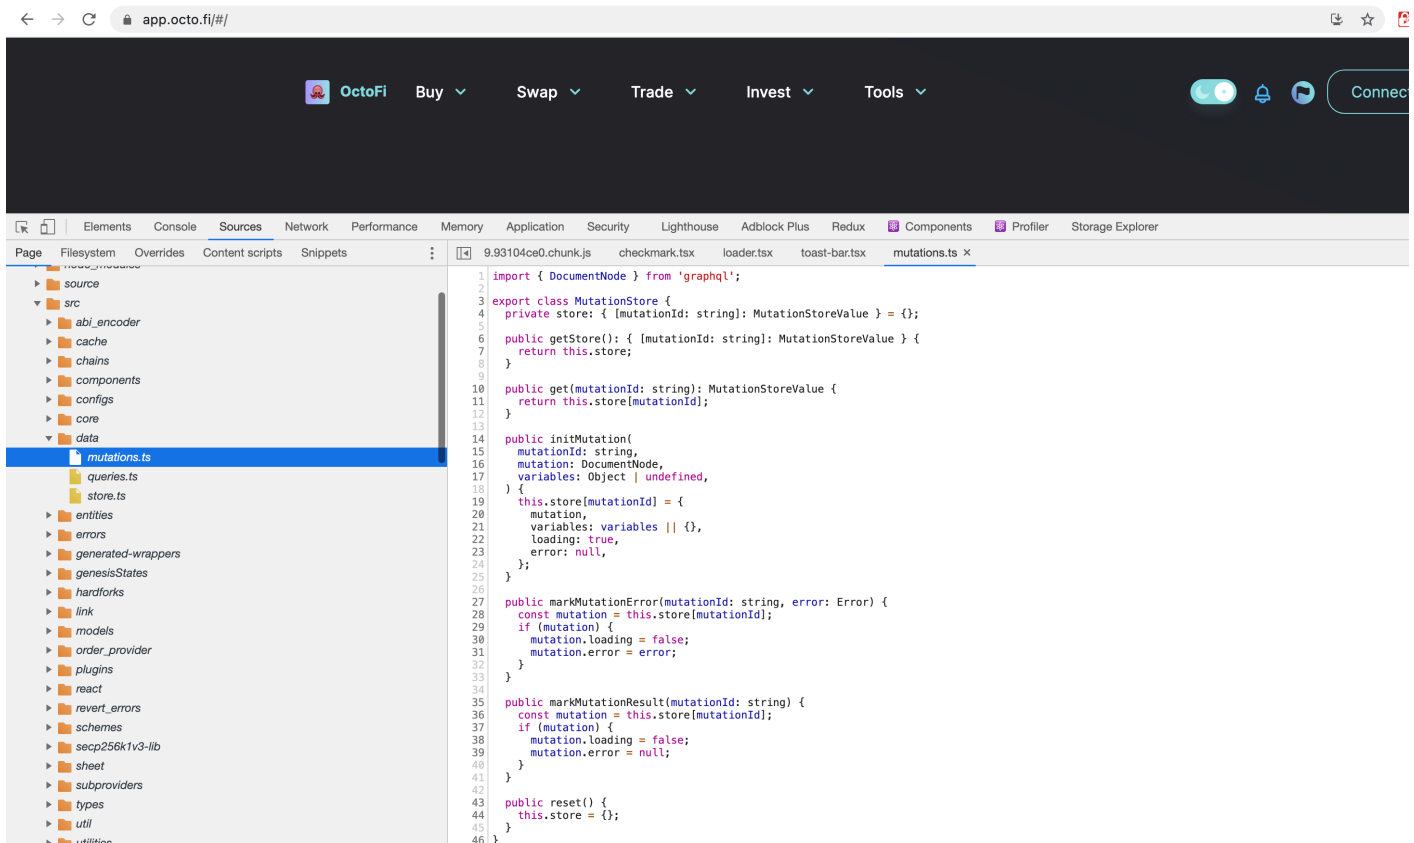 app.octo.fi/#/
OctoFi Buy Swap Trade Invest Tools Connect
Elements Console Sources Network Performance Memory Application Security Lighthouse Adblock Plus Redux Components Profiler Storage Explorer
Page Filesystem Overrides Content scripts Snippets
9.93104ce0.chunk.js checkmark.tsx loader.tsx toast-bar.tsx mutations.ts ×
node_modules
source
src
abi_encoder
cache
chains
components
configs
core
data
mutations.ts
queries.ts
store.ts
entities
errors
generated-wrappers
genesisStates
hardforks
link
models
order_provider
plugins
react
revert_errors
schemes
secp256k1v3-lib
sheet
subproviders
types
util
utilities
1 import { DocumentNode } from 'graphql';
2
3 export class MutationStore {
4 private store: { [mutationId: string]: MutationStoreValue } = {};
5
6 public getStore(): { [mutationId: string]: MutationStoreValue } {
7 return this.store;
8 }
9
10 public get(mutationId: string): MutationStoreValue {
11 return this.store[mutationId];
12 }
13
14 public initMutation(
15 mutationId: string,
16 mutation: DocumentNode,
17 variables: Object | undefined,
18 ) {
19 this.store[mutationId] = {
20 mutation,
21 variables: variables || {},
22 loading: true,
23 error: null,
24 };
25 }
26
27 public markMutationError(mutationId: string, error: Error) {
28 const mutation = this.store[mutationId];
29 if (mutation) {
30 mutation.loading = false;
31 mutation.error = error;
32 }
33 }
34
35 public markMutationResult(mutationId: string) {
36 const mutation = this.store[mutationId];
37 if (mutation) {
38 mutation.loading = false;
39 mutation.error = null;
40 }
41 }
42
43 public reset() {
44 this.store = {};
45 }
46 }